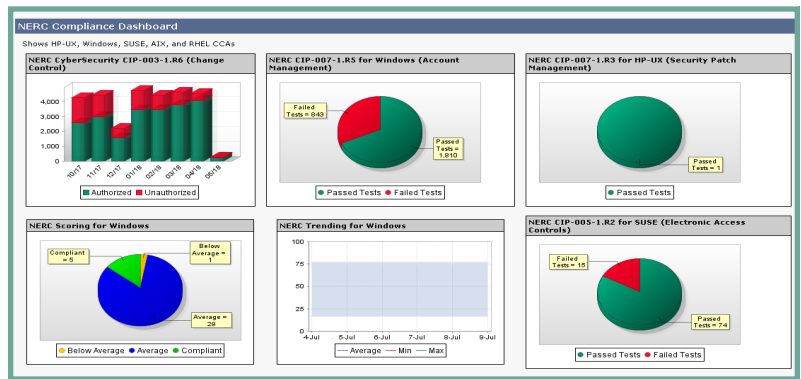 NERC Compliance Dashboard
Shows HP-UX, Windows, SUSE, AIX, and RHEL CCAs
NERC CyberSecurity CIP-003-1.R6 (Change
Control)
4,000
3,000
2,000
1,000
0
10/17 11/17 12/17 01/18 02/18 03/18 04/18 05/18
Authorized Unauthorized
NERC CIP-007-1.R5 for Windows (Account
Management)
Failed
Tests = 843
Passed
Tests =
1,810
Passed Tests Failed Tests
NERC CIP-007-1.R3 for HP-UX (Security Patch
Management)
Passed
Tests = 1
Passed Tests
NERC Scoring for Windows
Compliant
= 5
Below
Average =
1
Average =
29
Below Average Average Compliant
NERC Trending for Windows
100
75
50
25
0
4-Jul 5-Jul 6-Jul 7-Jul 8-Jul 9-Jul
Average Min Max
NERC CIP-005-1.R2 for SUSE (Electronic Access
Controls)
Failed
Tests = 15
Passed
Tests = 74
Passed Tests Failed Tests